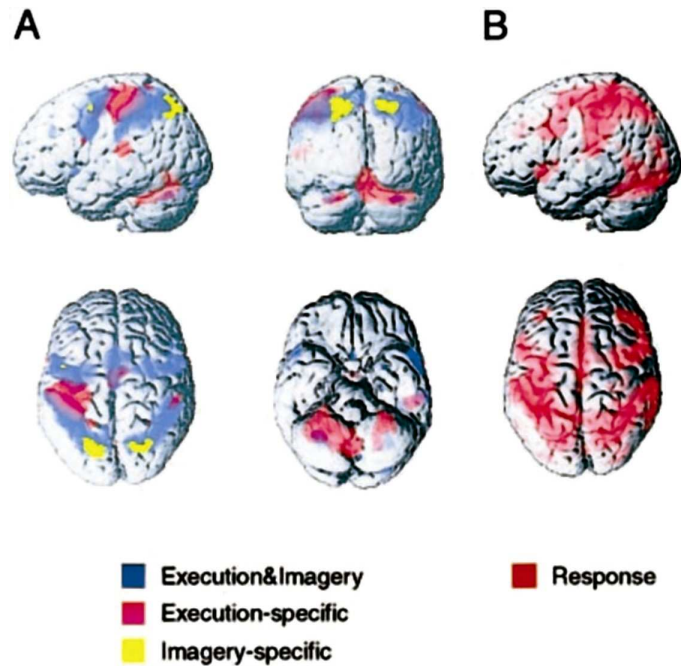 A
B
Execution&Imagery
Execution-specific
Imagery-specific
Response